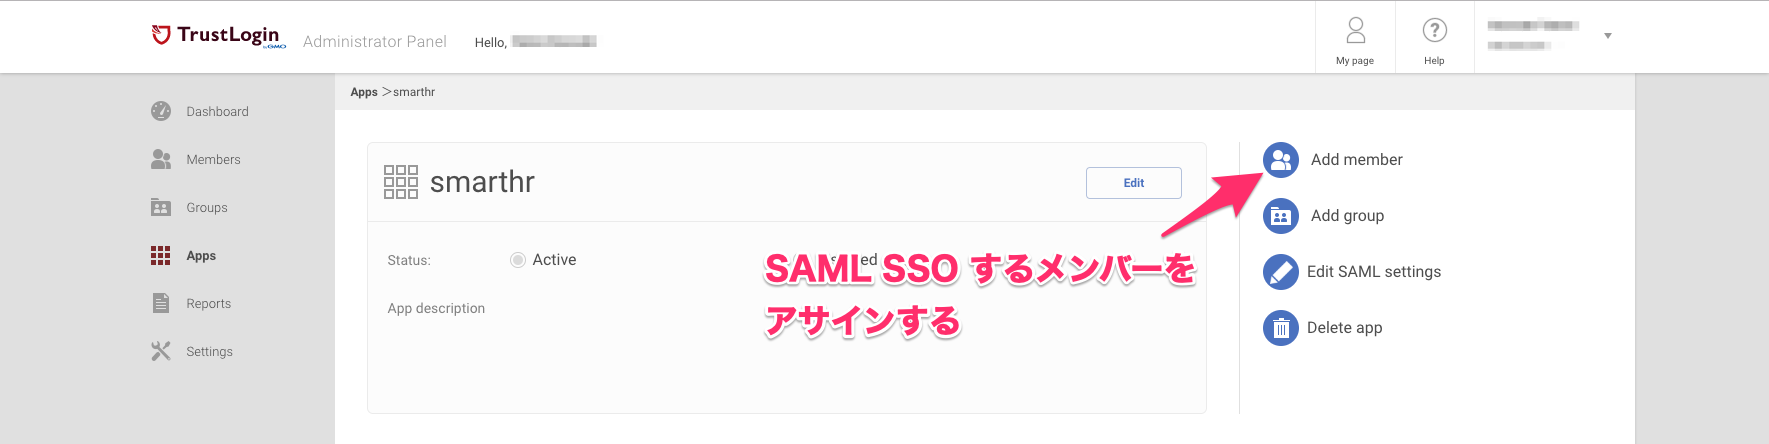 TrustLogin
by GMO
Administrator Panel
Hello,
My page
Help
Dashboard
Members
Groups
Apps
Reports
Settings
Apps >smarthr
smarthr
Edit
Status:
Active
App description
SAML SSO するメンバーを
アサインする
Add member
Add group
Edit SAML settings
Delete app